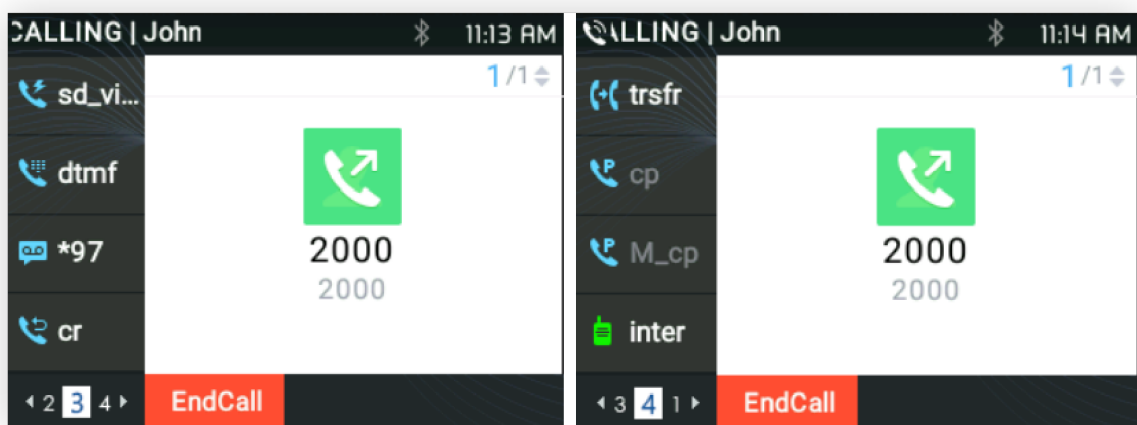 CALLING | John 11:13 AM
1/1
sd_vi...
dtmf
2000
*97
2000
cr
2 3 4 EndCall
ALLING | John 11:14 AM
1/1
trsfr
cp
2000
M_cp
2000
inter
3 4 1 EndCall